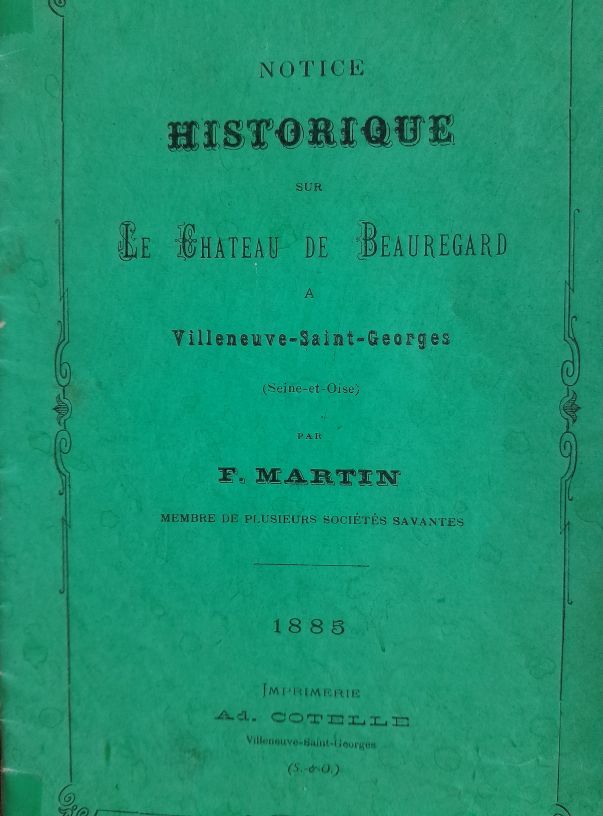 NOTICE
HISTORIQUE
SUR
LE CHATEAU DE BEAUREGARD
A
Villeneuve-Saint-Georges
(Seine-et-Oise)
PAR
F. MARTIN
MEMBRE DE PLUSIEURS SOCIÉTÉS SAVANTES
1885
IMPRIMERIE
Ad. COTELLE
Villeneuve-Saint-Georges
(S.-&-O.)